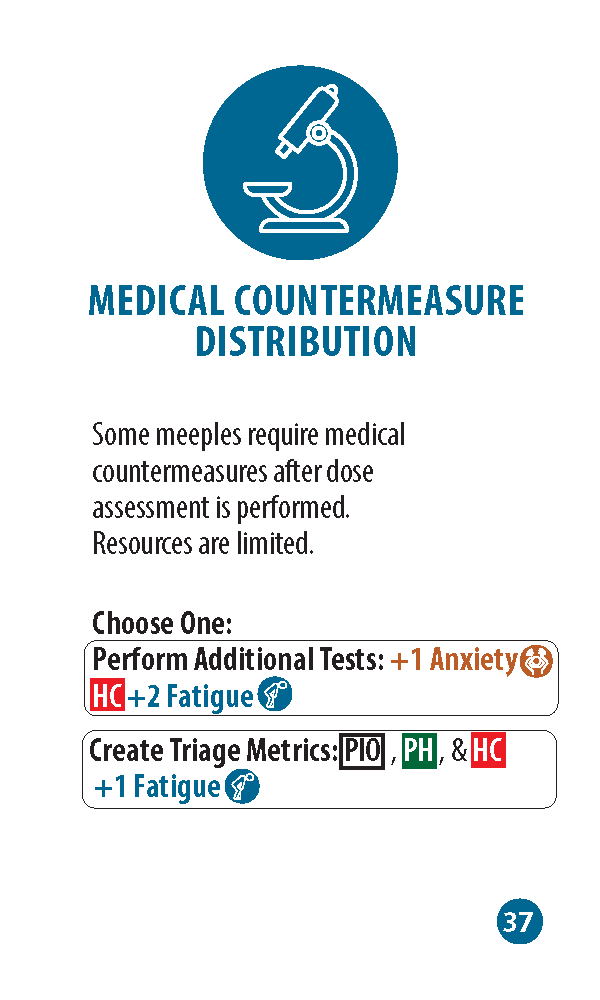 MEDICAL COUNTERMEASURE
DISTRIBUTION
Some meeples require medical
countermeasures after dose
assessment is performed.
Resources are limited.
Choose One:
Perform Additional Tests: +1 Anxiety
HC +2 Fatigue
Create Triage Metrics: PIO , PH , & HC
+1 Fatigue
37